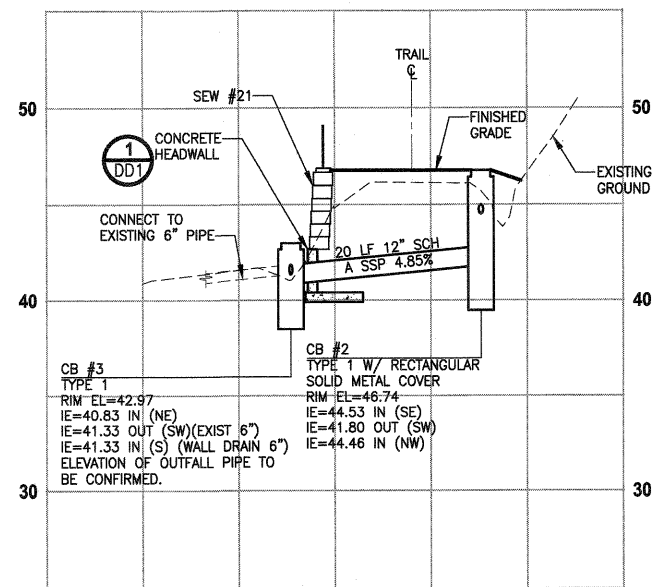 TRAIL
℄
SEW #21
50
50
FINISHED
GRADE
1
DD1
CONCRETE
HEADWALL
EXISTING
GROUND
CONNECT TO
EXISTING 6" PIPE
20 LF 12" SCH
A SSP 4.85%
40
40
CB #3
TYPE 1
RIM EL=42.97
IE=40.83 IN (NE)
IE=41.33 OUT (SW)(EXIST 6")
IE=41.33 IN (S) (WALL DRAIN 6")
ELEVATION OF OUTFALL PIPE TO
BE CONFIRMED.
CB #2
TYPE 1 W/ RECTANGULAR
SOLID METAL COVER
RIM EL=46.74
IE=44.53 IN (SE)
IE=41.80 OUT (SW)
IE=44.46 IN (NW)
30
30